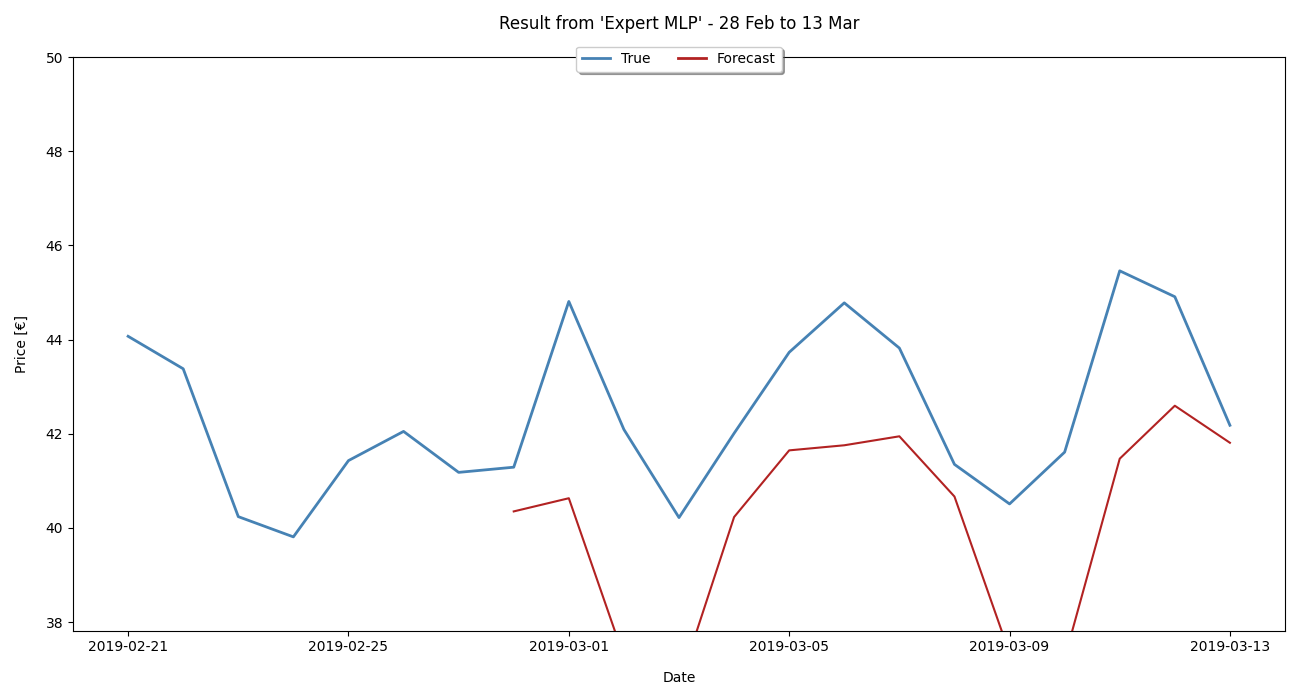 Result from 'Expert MLP' - 28 Feb to 13 Mar
True Forecast
50
48
46
44
42
40
38
Price [€]
2019-02-21 2019-02-25 2019-03-01 2019-03-05 2019-03-09 2019-03-13
Date